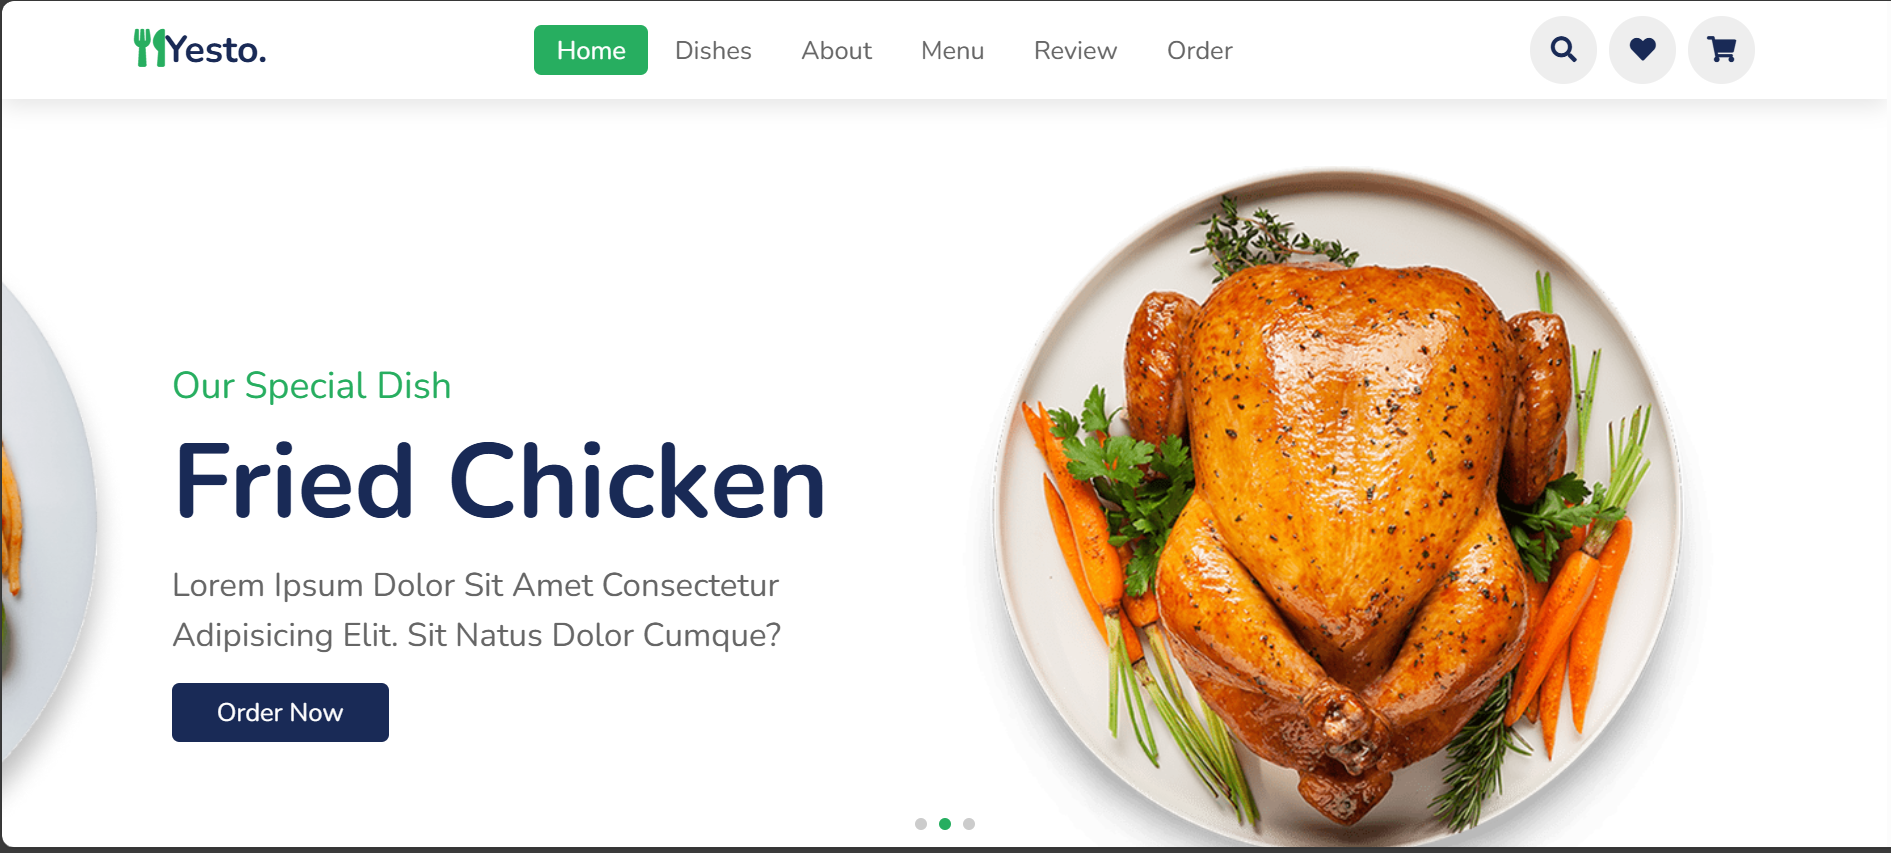 Yesto.
Home Dishes About Menu Review Order
Our Special Dish
Fried Chicken
Lorem Ipsum Dolor Sit Amet Consectetur
Adipisicing Elit. Sit Natus Dolor Cumque?
Order Now